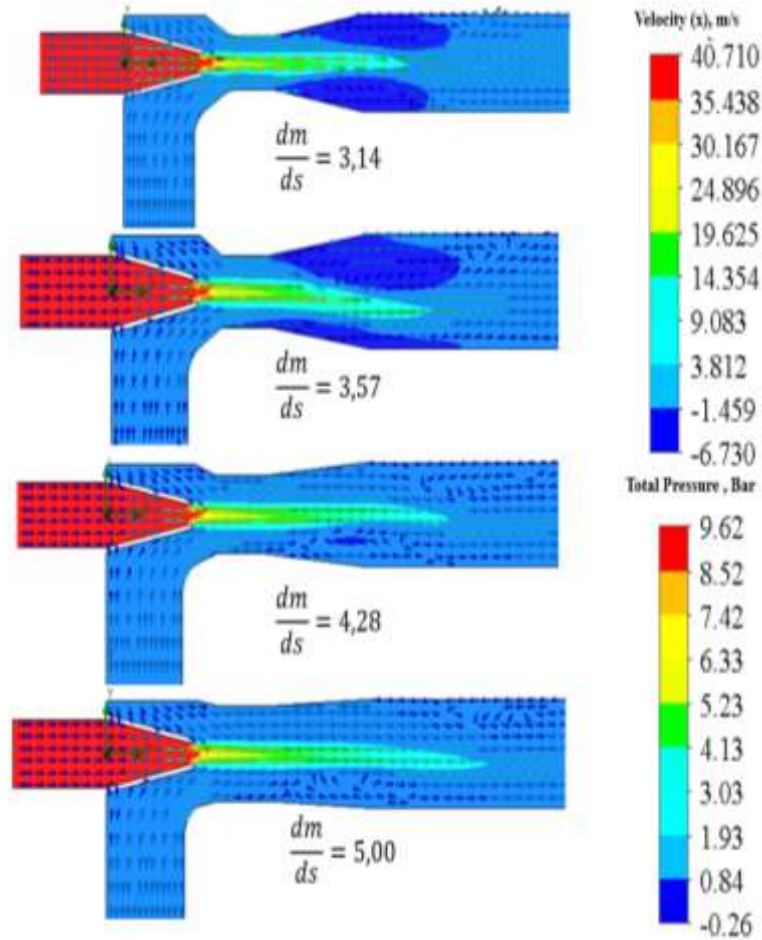 Velocity (x), m/s
40.710
35.438
30.167
24.896
19.625
14.354
9.083
3.812
-1.459
-6.730
Total Pressure , Bar
9.62
8.52
7.42
6.33
5.23
4.13
3.03
1.93
0.84
-0.26
dm
ds = 3,14
dm
ds = 3,57
dm
ds = 4,28
dm
ds = 5,00